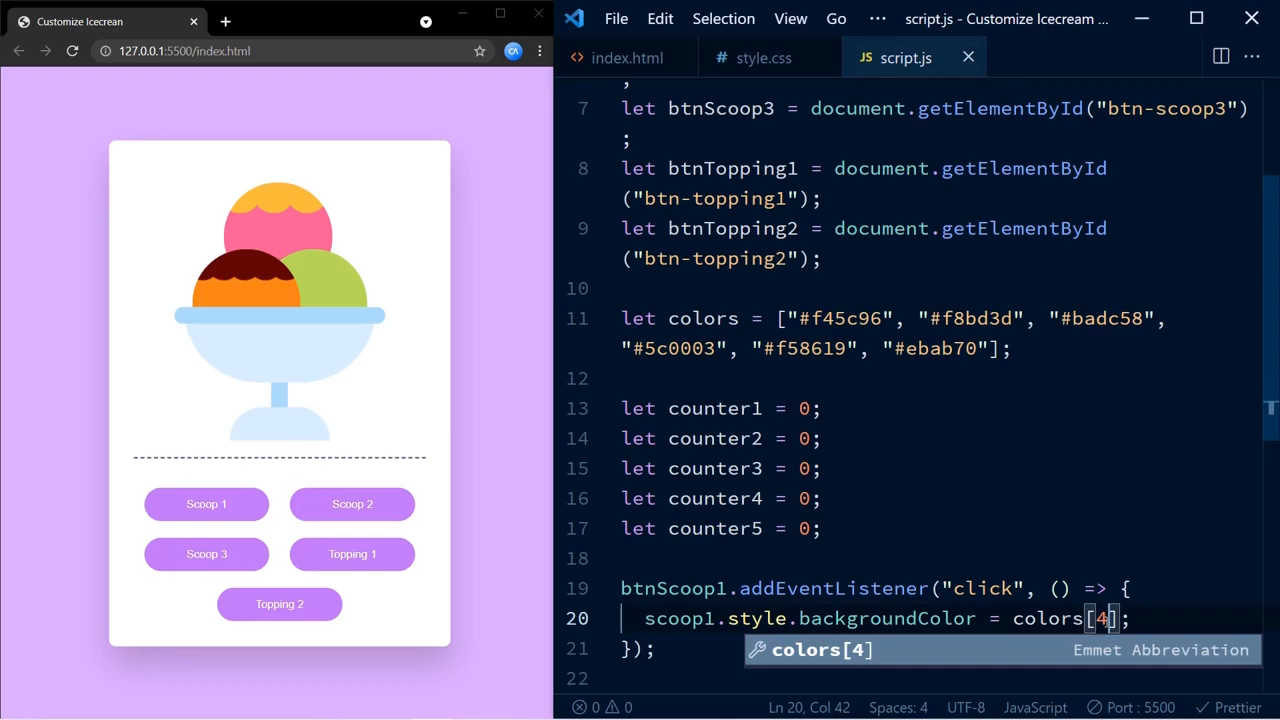 Customize Icecrean
127.0.0.1:5500/index.html
CA
Scoop 1
Scoop 2
Scoop 3
Topping 1
Topping 2
File Edit Selection View Go ··· script.js - Customize Icecream ...
index.html
# style.css
JS script.js
;
7 let btnScoop3 = document.getElementById("btn-scoop3")
;
8 let btnTopping1 = document.getElementById
("btn-topping1");
9 let btnTopping2 = document.getElementById
("btn-topping2");
10
11 let colors = ["#f45c96", "#f8bd3d", "#badc58",
"#5c0003", "#f58619", "#ebab70"];
12
13 let counter1 = 0;
14 let counter2 = 0;
15 let counter3 = 0;
16 let counter4 = 0;
17 let counter5 = 0;
18
19 btnScoop1.addEventListener("click", () => {
20 scoop1.style.backgroundColor = colors[4];
colors[4] Emmet Abbreviation
21 });
22
0 0 Ln 20, Col 42 Spaces: 4 UTF-8 JavaScript Port : 5500 Prettier